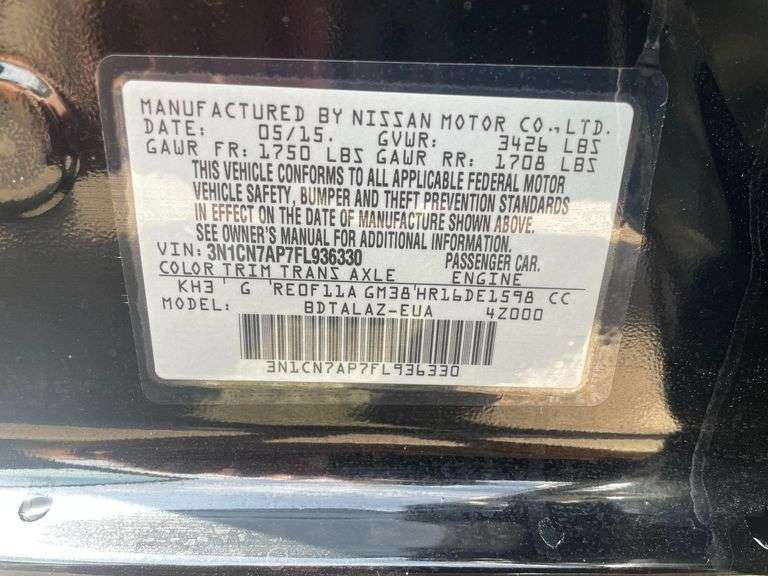 MANUFACTURED BY NISSAN MOTOR CO.,LTD.
DATE: 05/15. GVWR: 3426 LBS
GAWR FR: 1750 LBS GAWR RR: 1708 LBS
THIS VEHICLE CONFORMS TO ALL APPLICABLE FEDERAL MOTOR
VEHICLE SAFETY, BUMPER AND THEFT PREVENTION STANDARDS
IN EFFECT ON THE DATE OF MANUFACTURE SHOWN ABOVE.
SEE OWNER'S MANUAL FOR ADDITIONAL INFORMATION.
VIN: 3N1CN7AP7FL936330 PASSENGER CAR.
COLOR TRIM TRANS AXLE ENGINE
KH3 ' G 'RE0F11A GM38'HR16DE1598 CC
BDTALAZ-EUA 4Z000
3N1CN7AP7FL936330